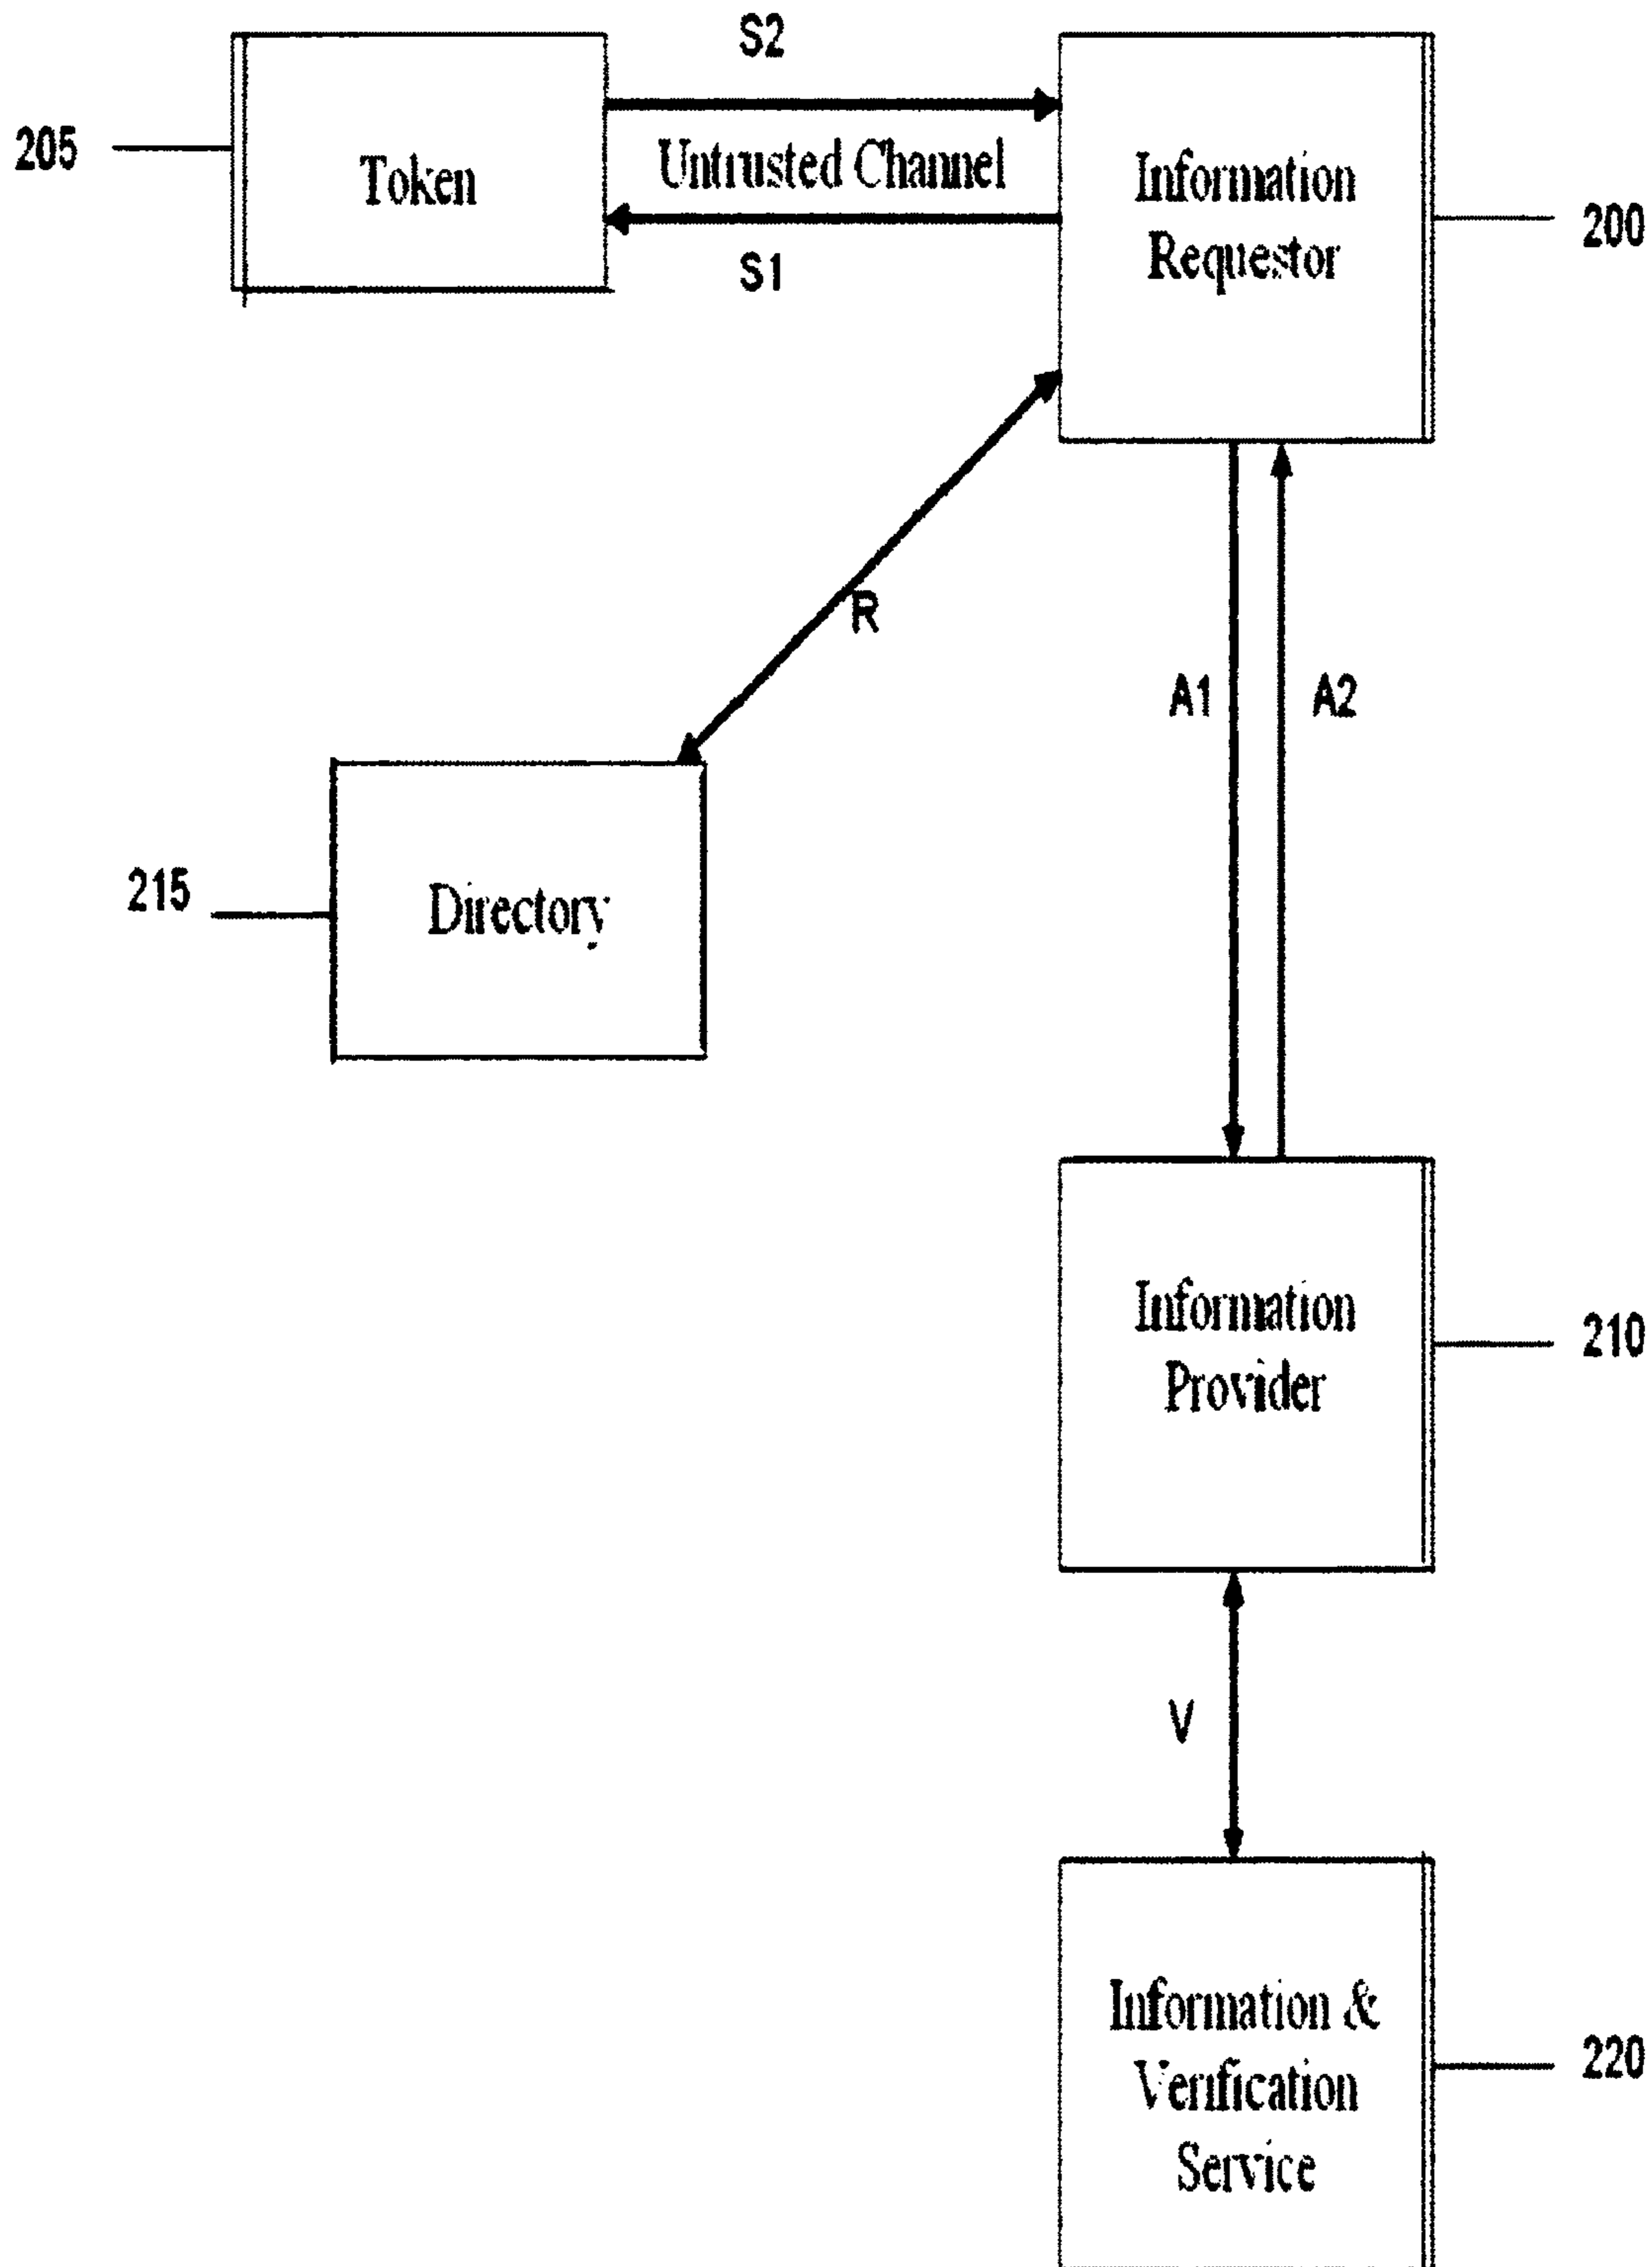 S2
205
Token
Untrusted Channel
Information
Requestor
200
S1
R
A1
A2
215
Directory
Information
Provider
210
V
Information &
Verification
Service
220